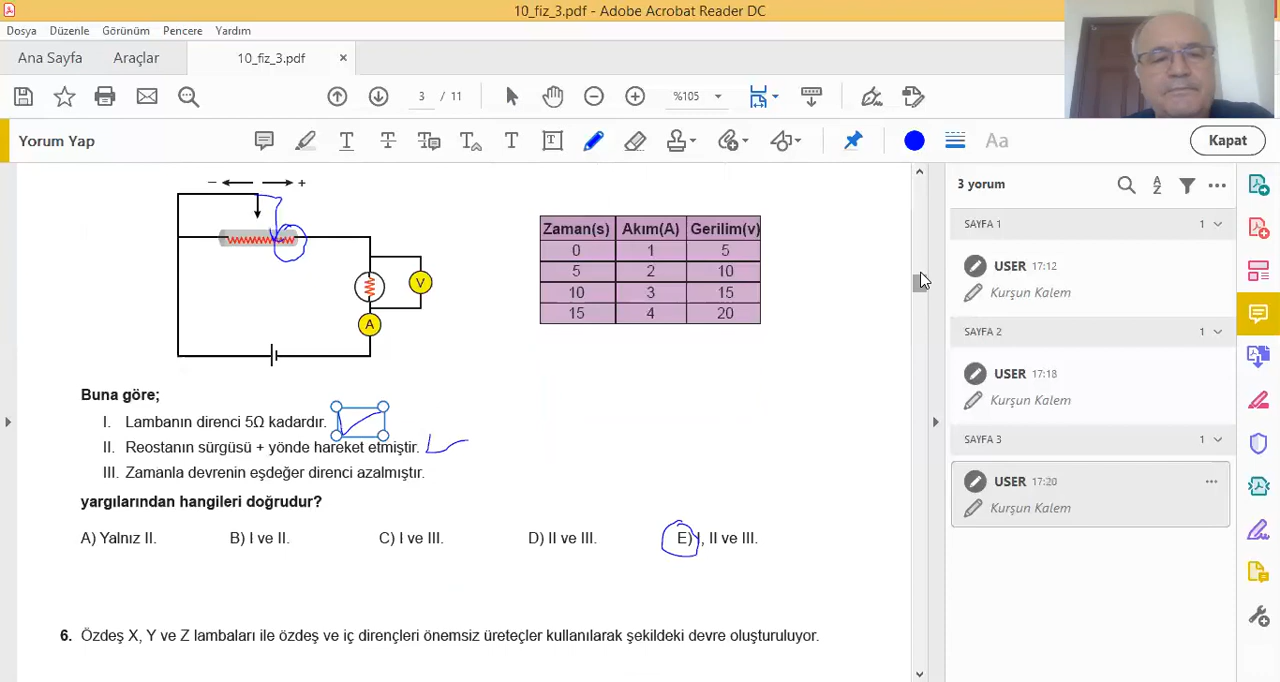 10_fiz_3.pdf - Adobe Acrobat Reader DC
Dosya Düzenle Görünüm Pencere Yardım
Ana Sayfa Araçlar 10_fiz_3.pdf ×
3 / 11 %105
Yorum Yap Aa Kapat
3 yorum
SAYFA 1 1
USER 17:12
Kurşun Kalem
SAYFA 2 1
USER 17:18
Kurşun Kalem
SAYFA 3 1
USER 17:20
Kurşun Kalem
− +
V
A
Zaman(s) Akım(A) Gerilim(v)
0 1 5
5 2 10
10 3 15
15 4 20
Buna göre;
I. Lambanın direnci 5Ω kadardır.
II. Reostanın sürgüsü + yönde hareket etmiştir.
III. Zamanla devrenin eşdeğer direnci azalmıştır.
yargılarından hangileri doğrudur?
A) Yalnız II. B) I ve II. C) I ve III. D) II ve III. E) I, II ve III.
6. Özdeş X, Y ve Z lambaları ile özdeş ve iç dirençleri önemsiz üreteçler kullanılarak şekildeki devre oluşturuluyor.